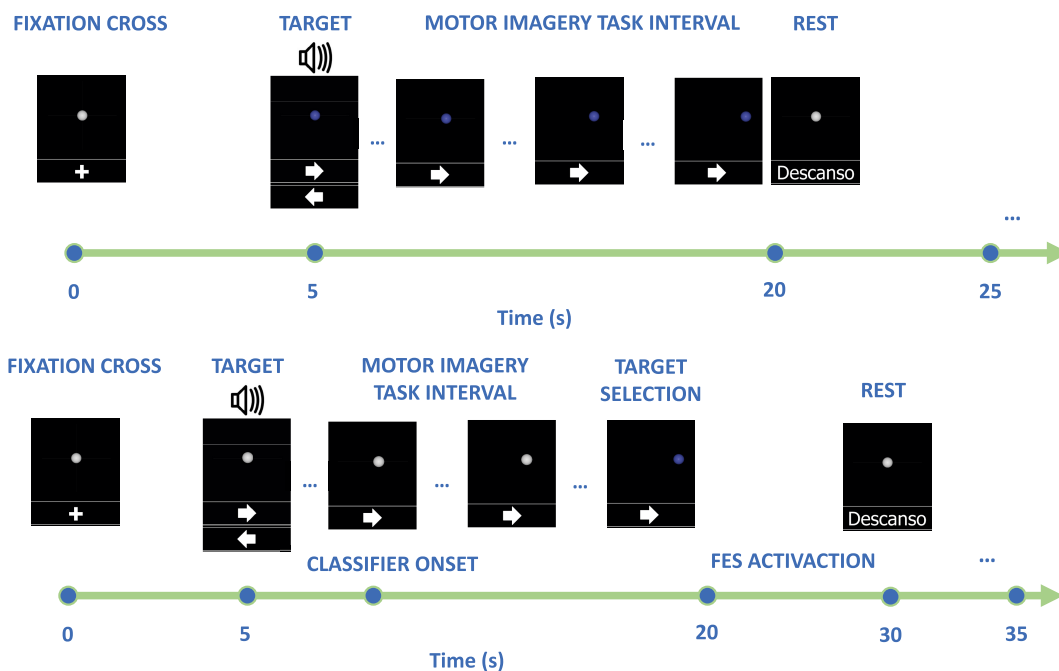 FIXATION CROSS TARGET MOTOR IMAGERY TASK INTERVAL REST
... ... ...
+ Descanso
...
0 5 20 25
Time (s)
FIXATION CROSS TARGET MOTOR IMAGERY TASK INTERVAL TARGET SELECTION REST
... ... ...
+ Descanso
CLASSIFIER ONSET FES ACTIVACTION ...
0 5 20 30 35
Time (s)